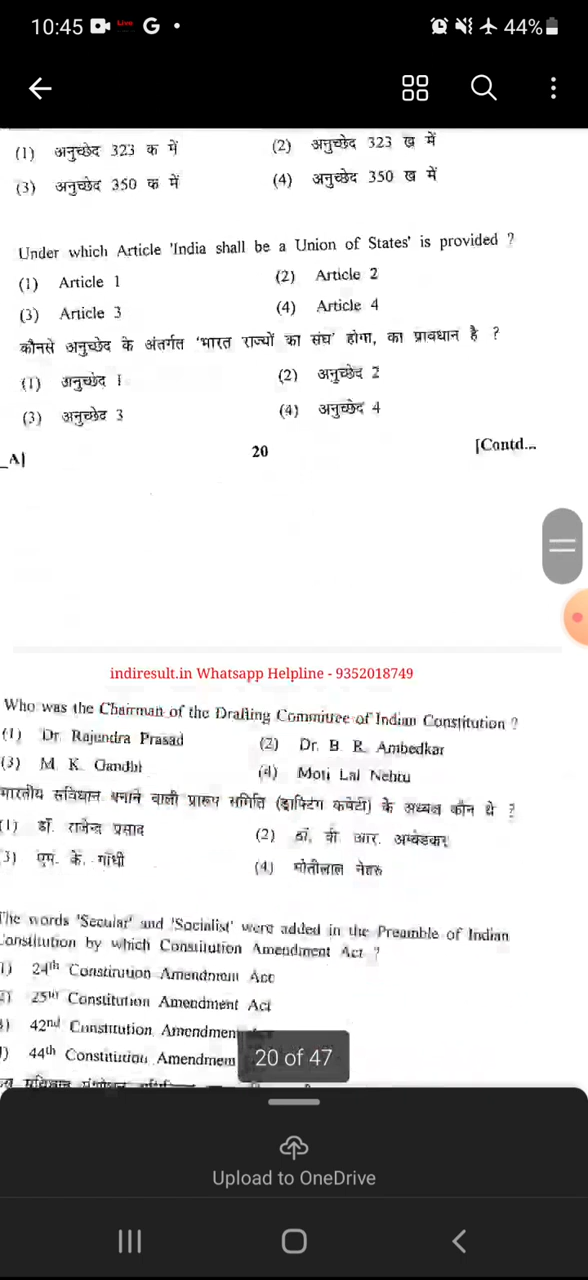 10:45 Live G • 44%
(1) अनुच्छेद 323 क में (2) अनुच्छेद 323 ख में
(3) अनुच्छेद 350 क में (4) अनुच्छेद 350 ख में
Under which Article 'India shall be a Union of States' is provided ?
(1) Article 1 (2) Article 2
(3) Article 3 (4) Article 4
कौनसे अनुच्छेद के अंतर्गत 'भारत राज्यों का संघ' होगा, का प्रावधान है ?
(1) अनुच्छेद 1 (2) अनुच्छेद 2
(3) अनुच्छेद 3 (4) अनुच्छेद 4
_A] 20 [Contd...
indiresult.in Whatsapp Helpline - 9352018749
Who was the Chairman of the Drafting Committee of Indian Constitution ?
(1) Dr. Rajendra Prasad (2) Dr. B. R. Ambedkar
(3) M. K. Gandhi (4) Moti Lal Nehru
भारतीय संविधान बनाने वाली प्रारूप समिति (ड्राफ्टिंग कमेटी) के अध्यक्ष कौन थे ?
1) डॉ. राजेन्द्र प्रसाद (2) डॉ. बी आर. अम्बेडकर
3) एम. के. गाँधी (4) मोतीलाल नेहरू
The words 'Secular' and 'Socialist' were added in the Preamble of Indian
Constitution by which Constitution Amendment Act ?
1) 24th Constitution Amendment Act
2) 25th Constitution Amendment Act
3) 42nd Constitution Amendmen
) 44th Constitution Amendmem
20 of 47
Upload to OneDrive